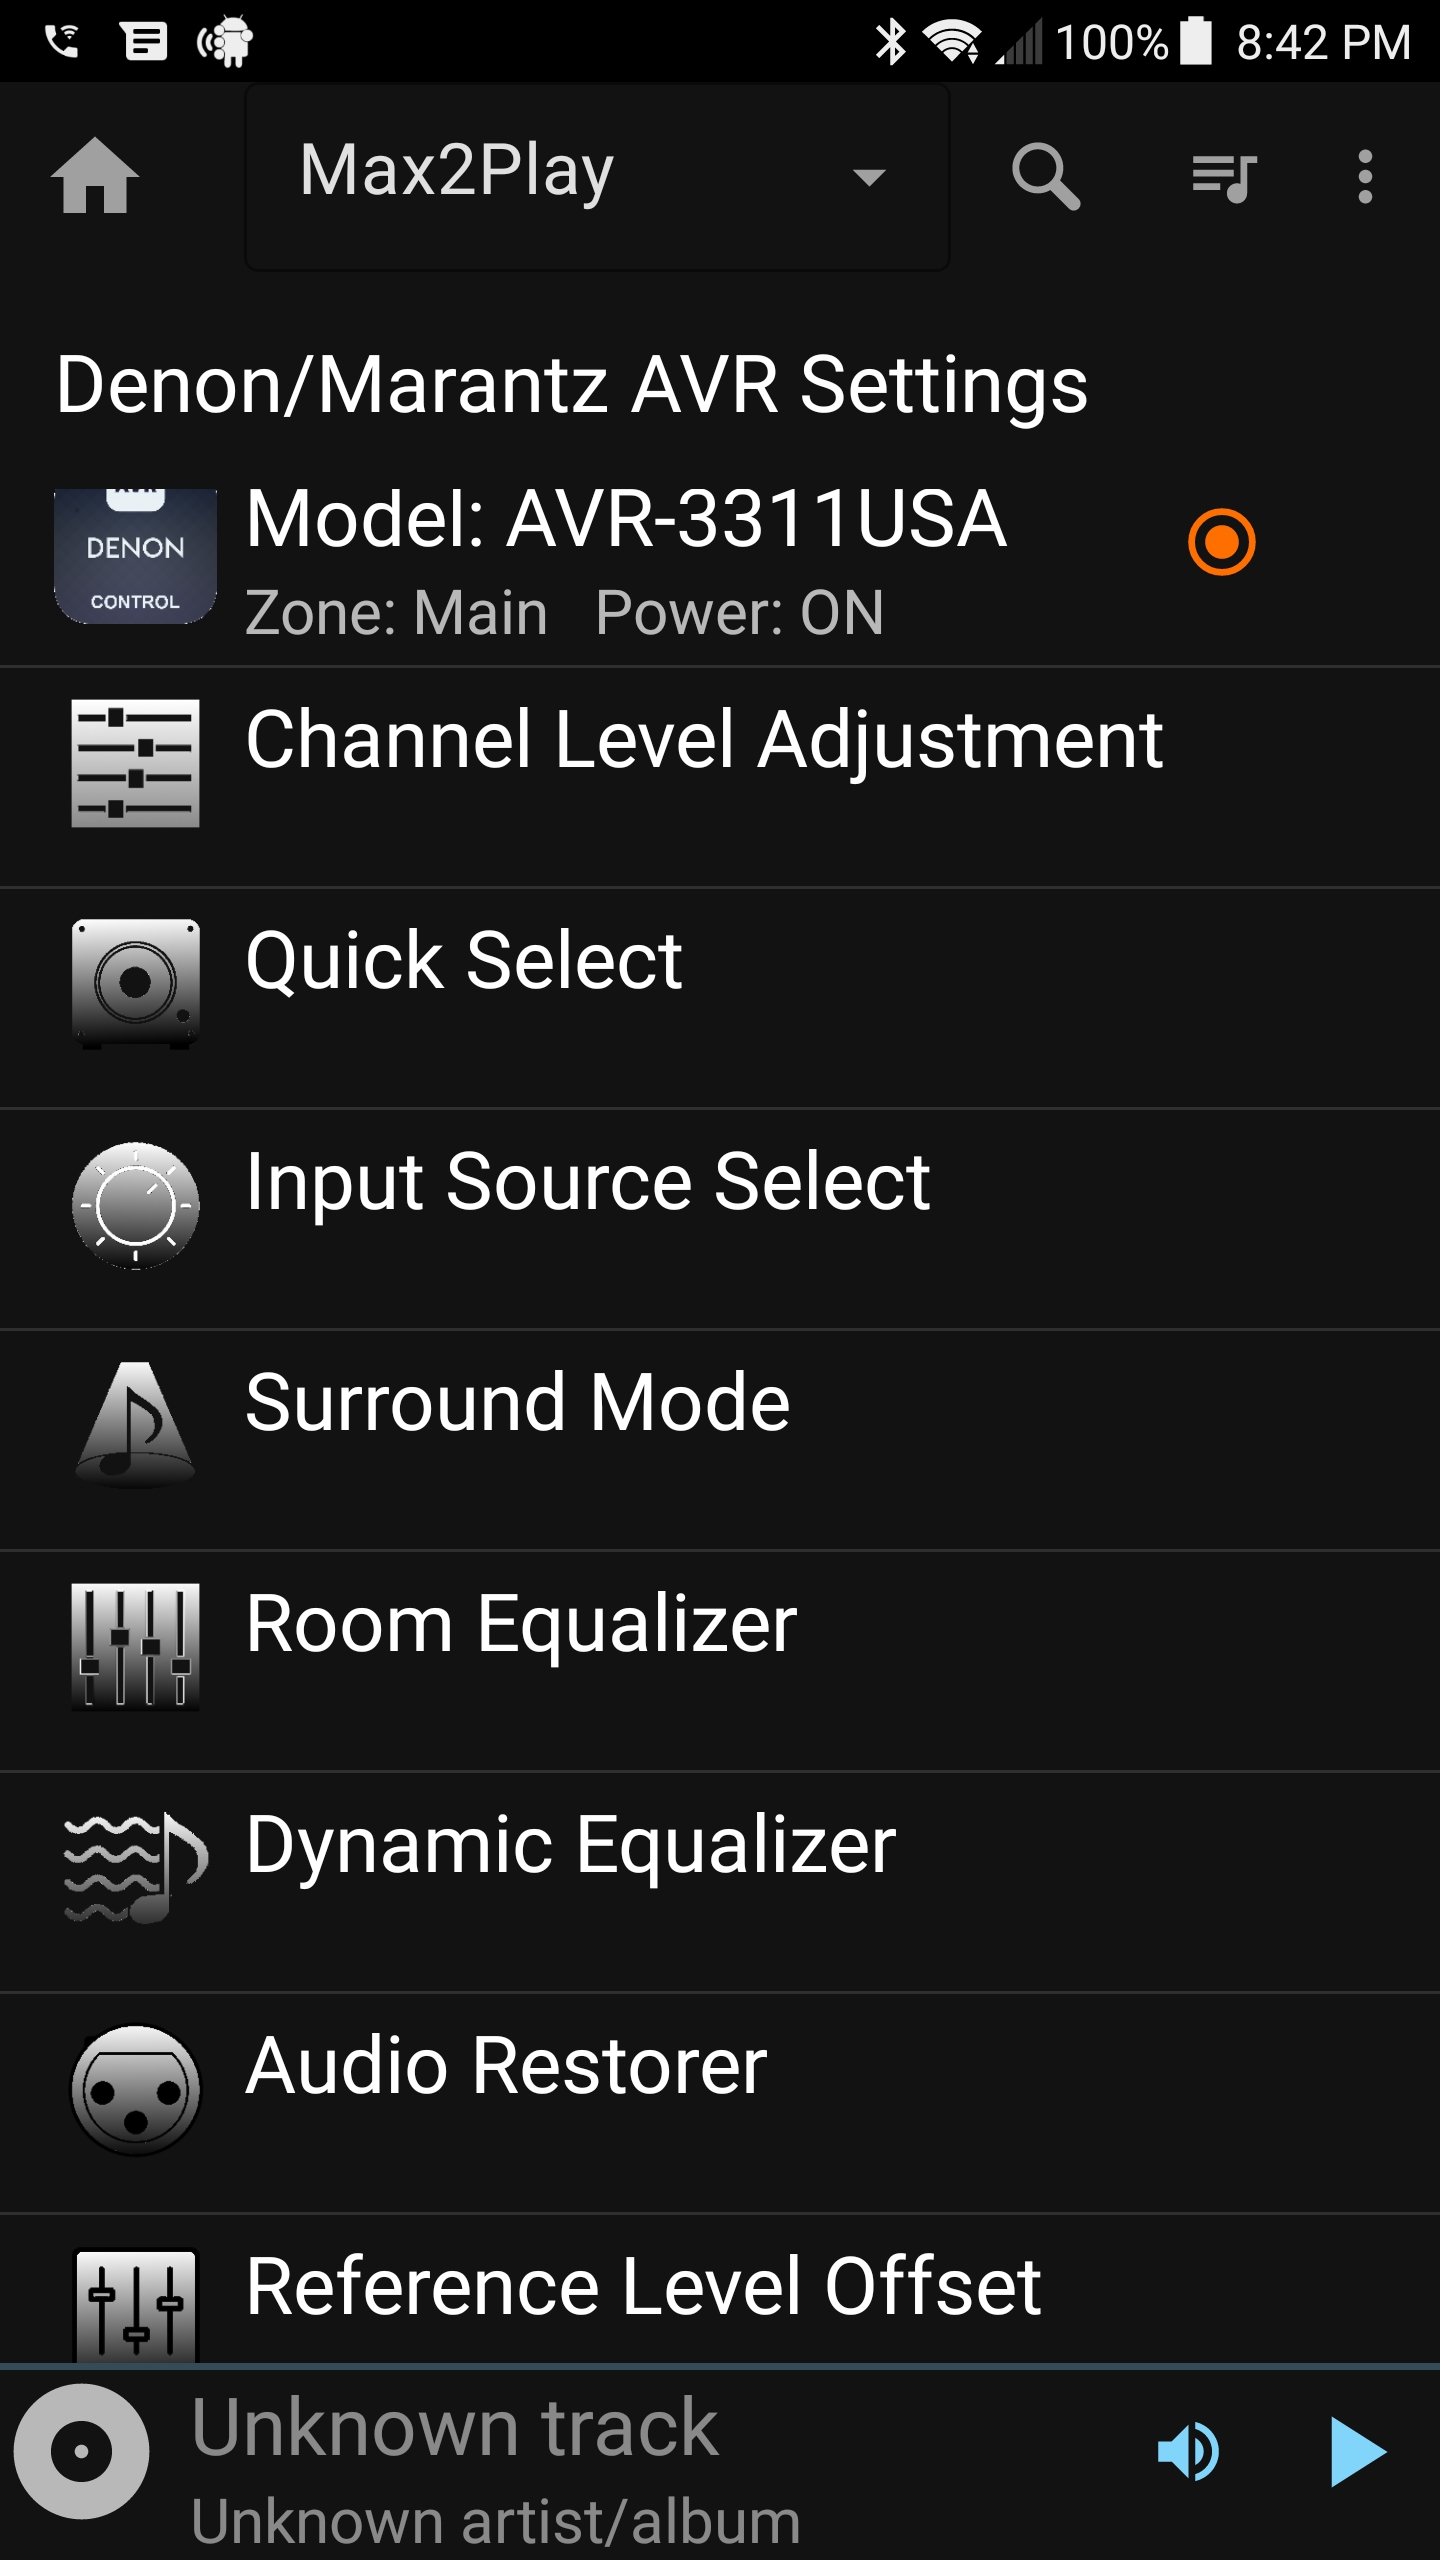 100% 8:42 PM
Max2Play
Denon/Marantz AVR Settings
Model: AVR-3311USA
DENON
CONTROL
Zone: Main Power: ON
Channel Level Adjustment
Quick Select
Input Source Select
Surround Mode
Room Equalizer
Dynamic Equalizer
Audio Restorer
Reference Level Offset
Unknown track
Unknown artist/album